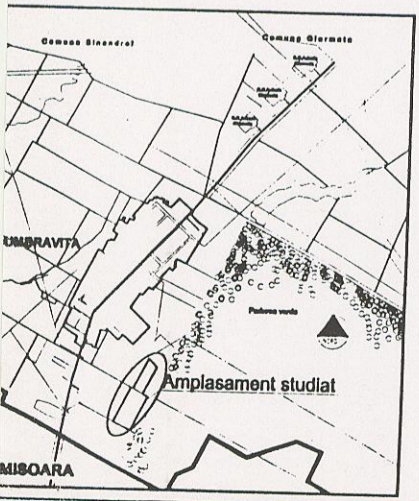 Comuna Sinandrei
Comuna Giarmata
UMBRAVITA
Padurea verde
Amplasament studiat
MISOARA